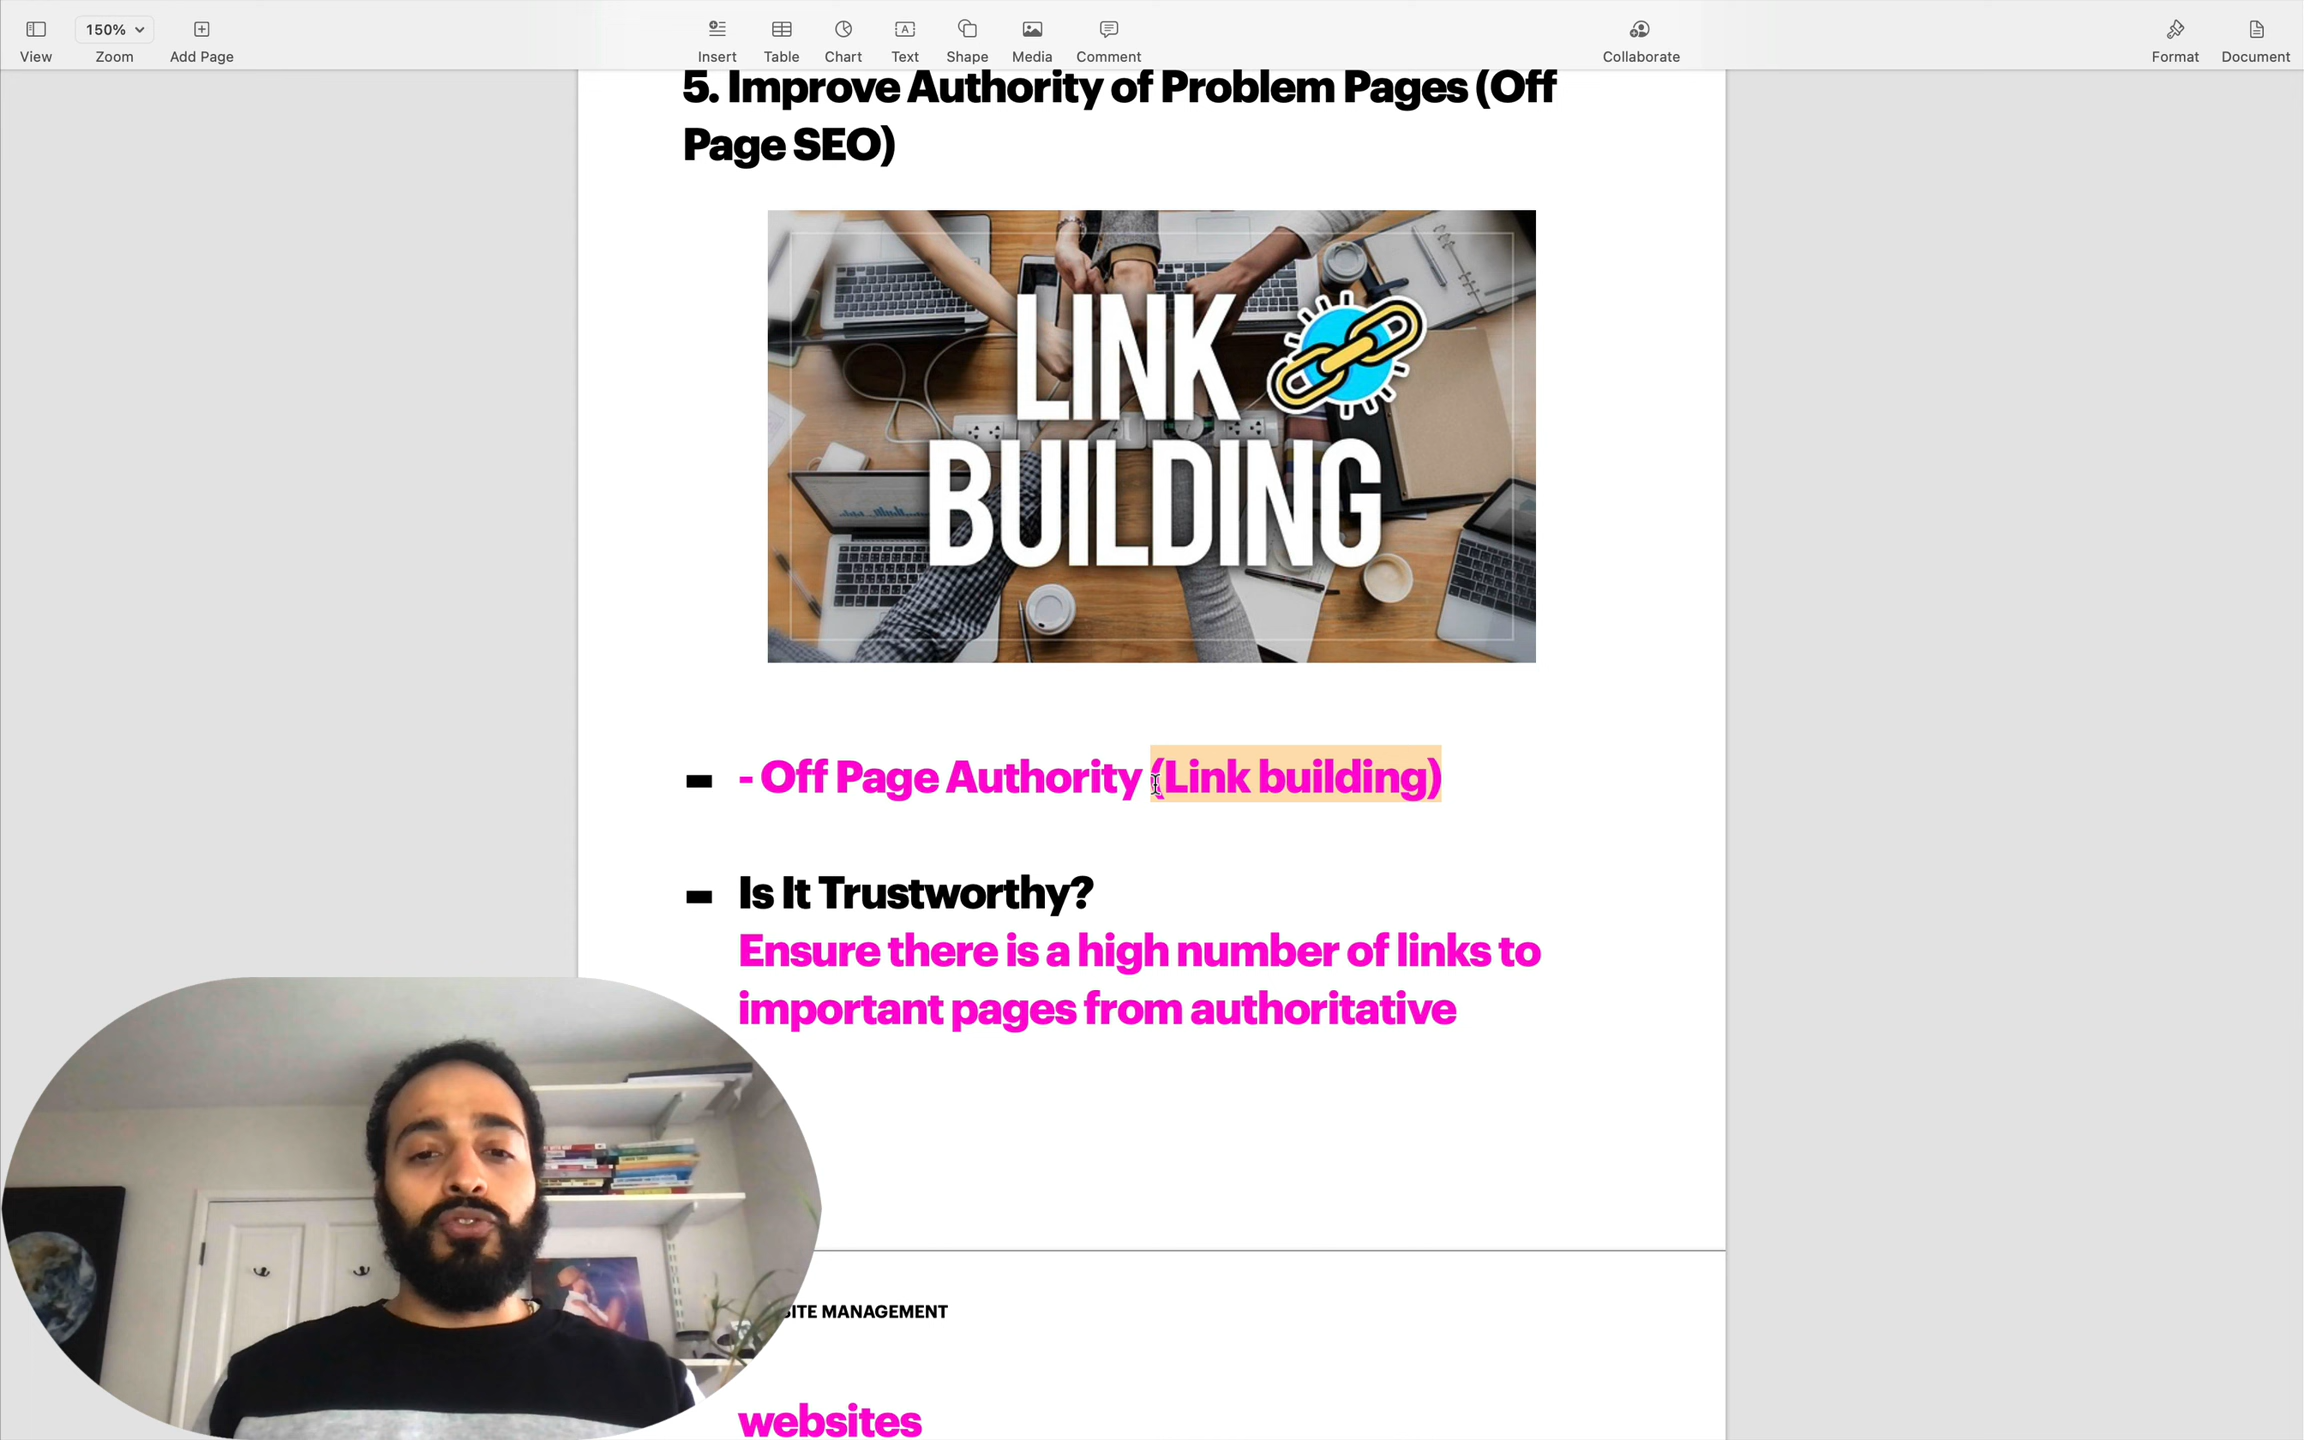 150%
View
Zoom
Add Page
Insert
Table
Chart
Text
Shape
Media
Comment
Collaborate
Format
Document
5. Improve Authority of Problem Pages (Off
Page SEO)
LINK
BUILDING
- - Off Page Authority (Link building)
- Is It Trustworthy?
Ensure there is a high number of links to
important pages from authoritative
SITE MANAGEMENT
websites